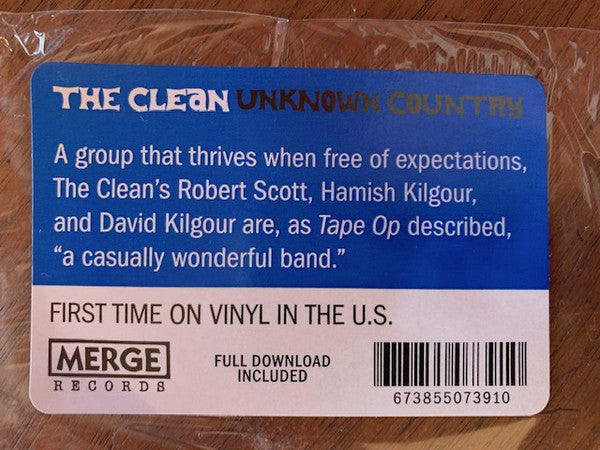 THE CLEAN UNKNOWN COUNTRY
A group that thrives when free of expectations,
The Clean's Robert Scott, Hamish Kilgour,
and David Kilgour are, as Tape Op described,
"a casually wonderful band."
FIRST TIME ON VINYL IN THE U.S.
MERGE
RECORDS
FULL DOWNLOAD
INCLUDED
673855073910